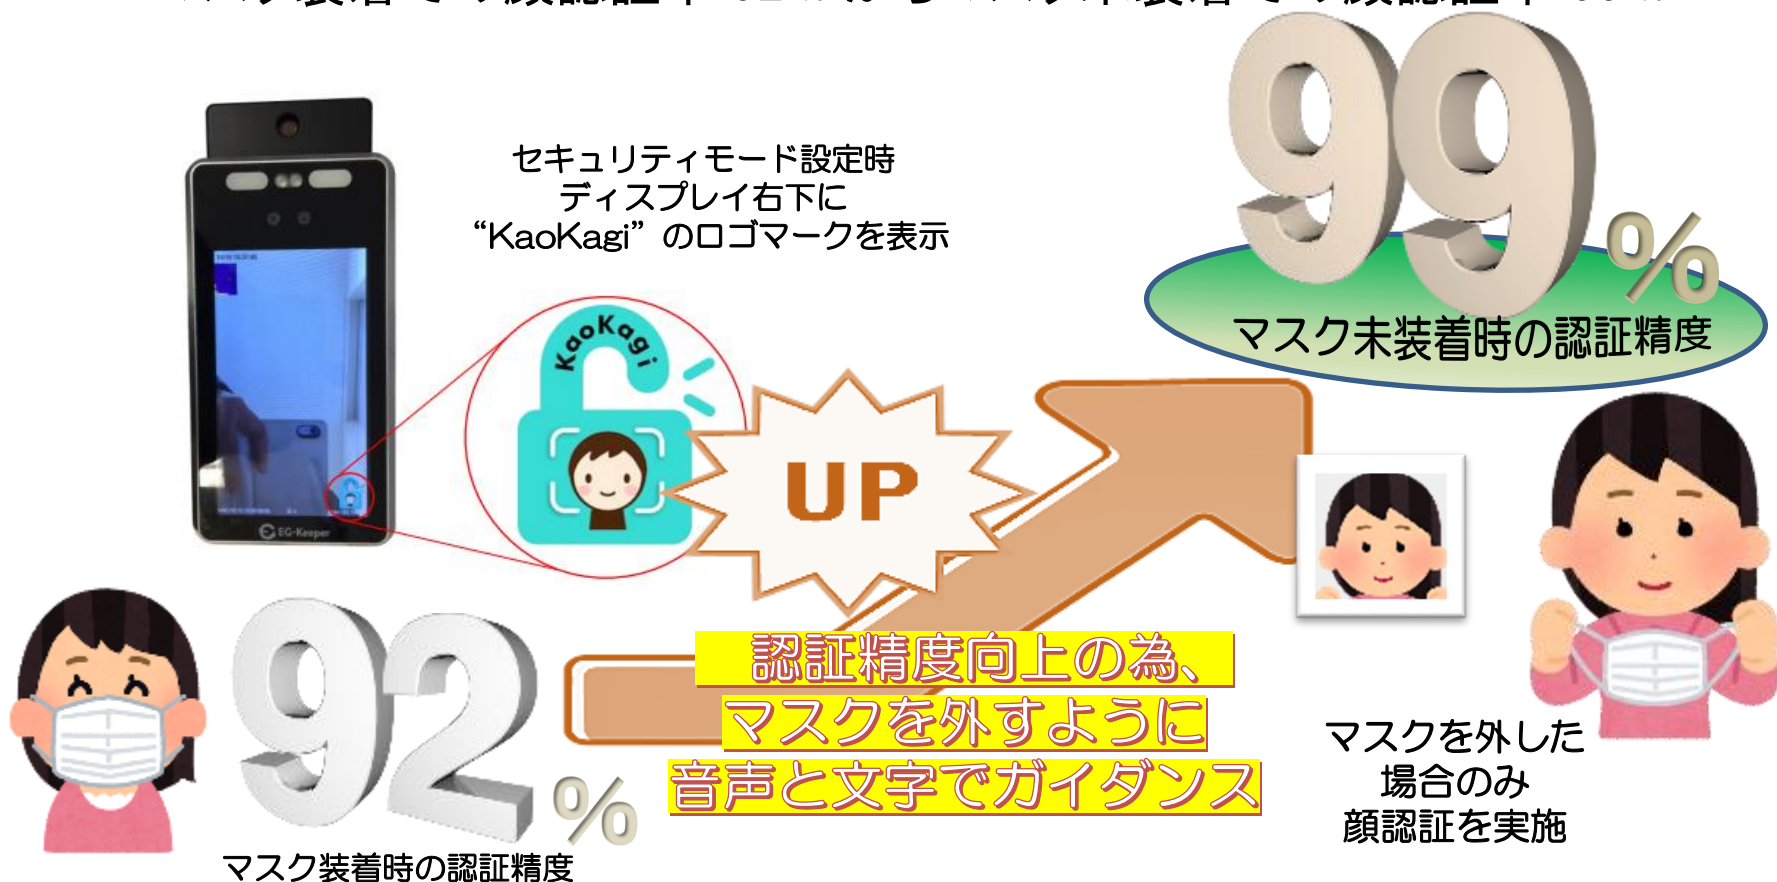 セキュリティモード設定時
ディスプレイ右下に
“KaoKagi” のロゴマークを表示
KaoKagi
EG-Keeper
UP
99%
マスク未装着時の認証精度
92%
マスク装着時の認証精度
認証精度向上の為、
マスクを外すように
音声と文字でガイダンス
マスクを外した
場合のみ
顔認証を実施